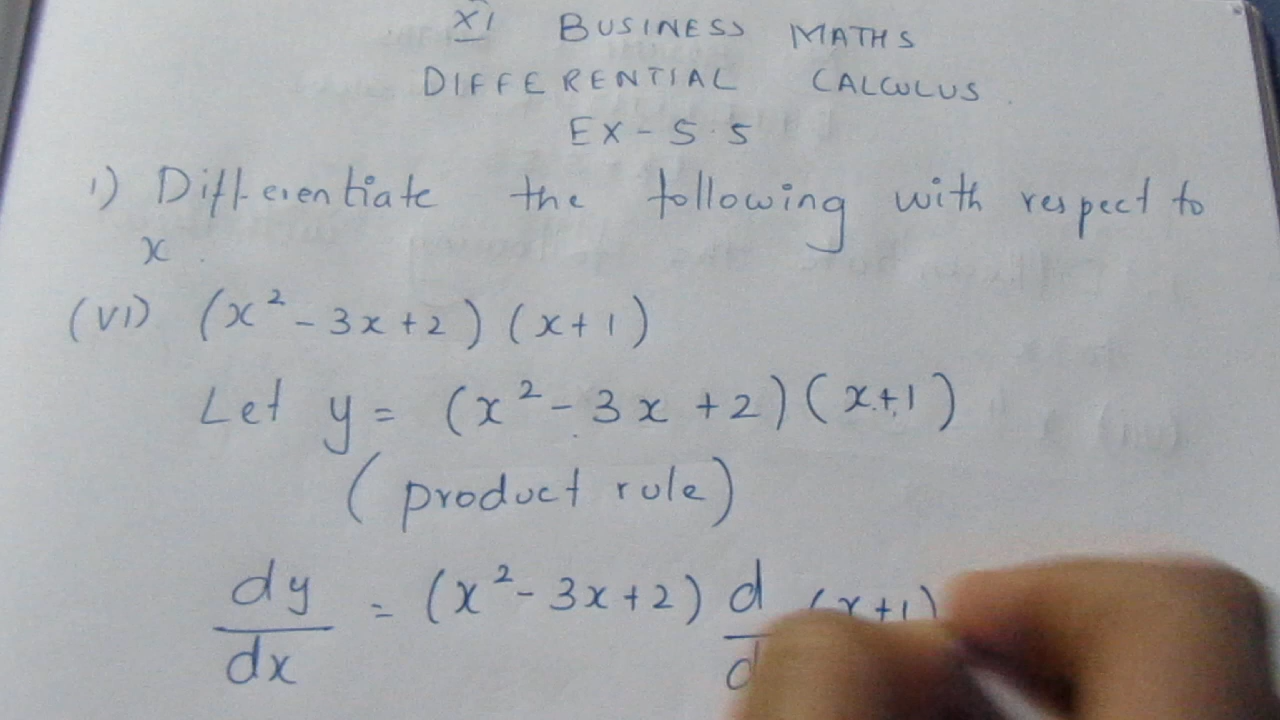 XI BUSINESS MATHS
DIFFERENTIAL CALCULUS.
EX-5.5
1) Differentiate the following with respect to
x.
(VI) (x²-3x+2)(x+1)
Let y = (x²-3x+2)(x+1)
(product rule)
dy/dx = (x²-3x+2) d (x+1)